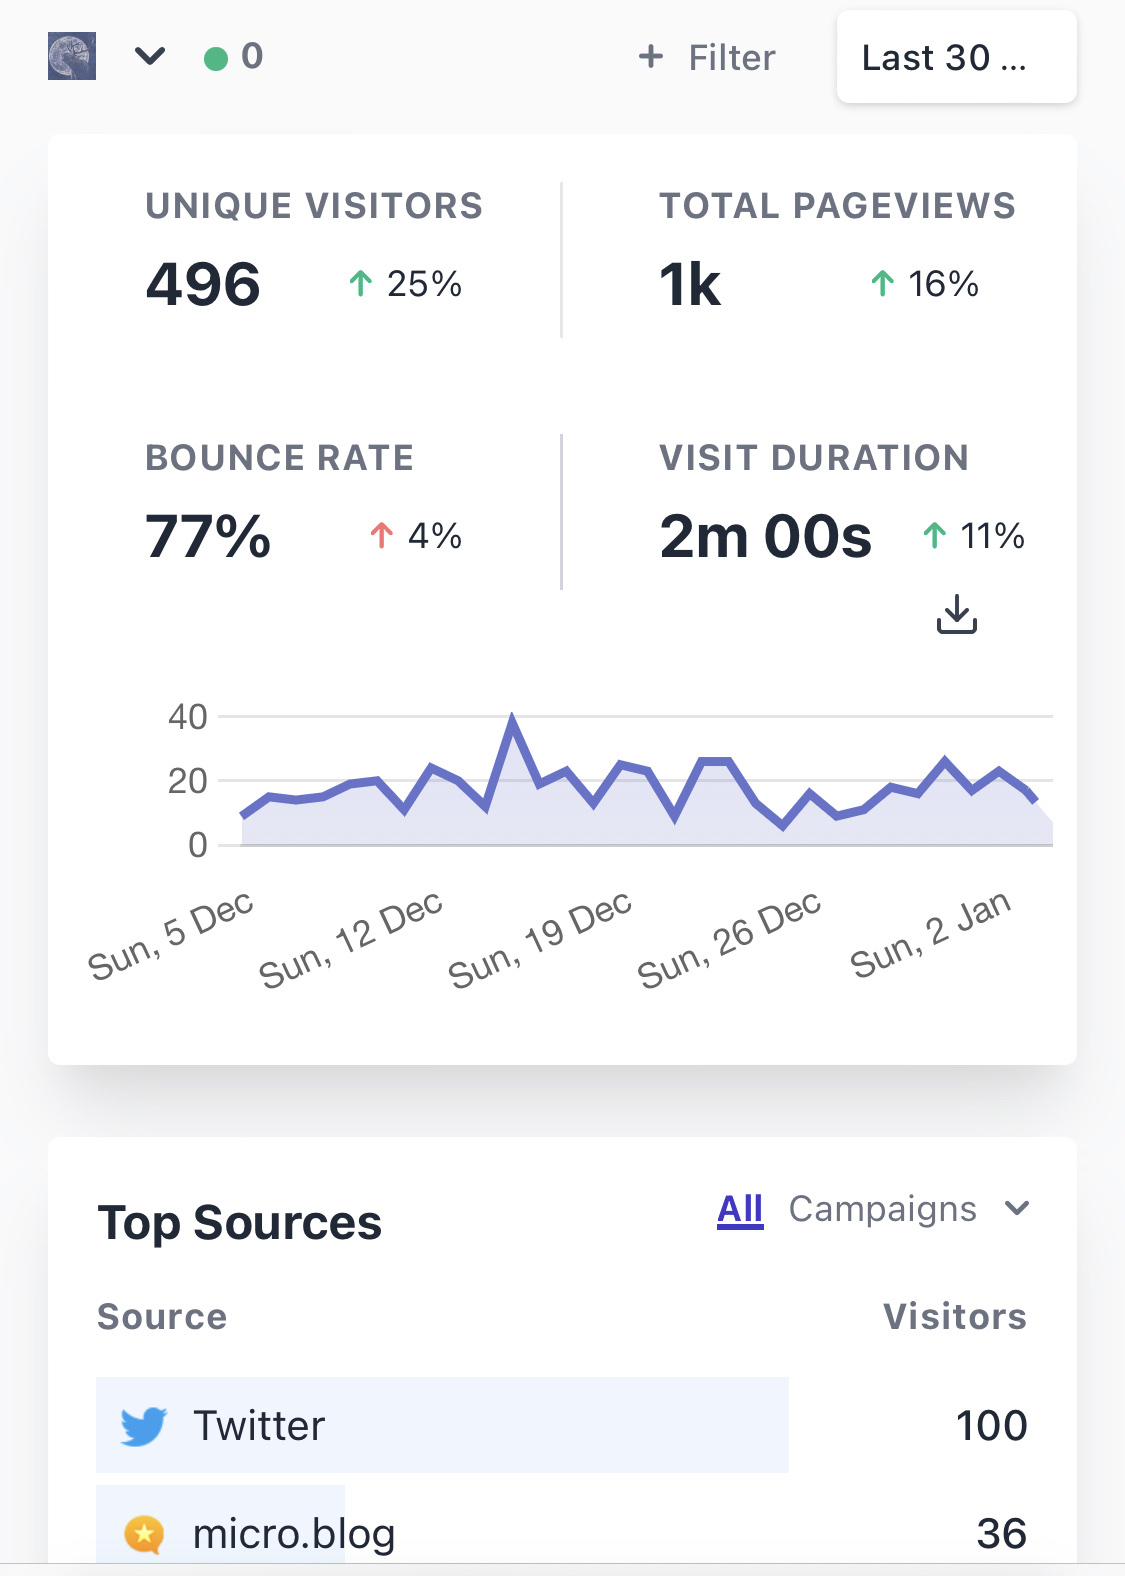 0
+ Filter
Last 30 ...
UNIQUE VISITORS
TOTAL PAGEVIEWS
496
↑ 25%
1k
↑ 16%
BOUNCE RATE
VISIT DURATION
77%
↑ 4%
2m 00s
↑ 11%
40
20
0
Sun, 5 Dec
Sun, 12 Dec
Sun, 19 Dec
Sun, 26 Dec
Sun, 2 Jan
Top Sources
All
Campaigns
Source
Visitors
Twitter
100
micro.blog
36